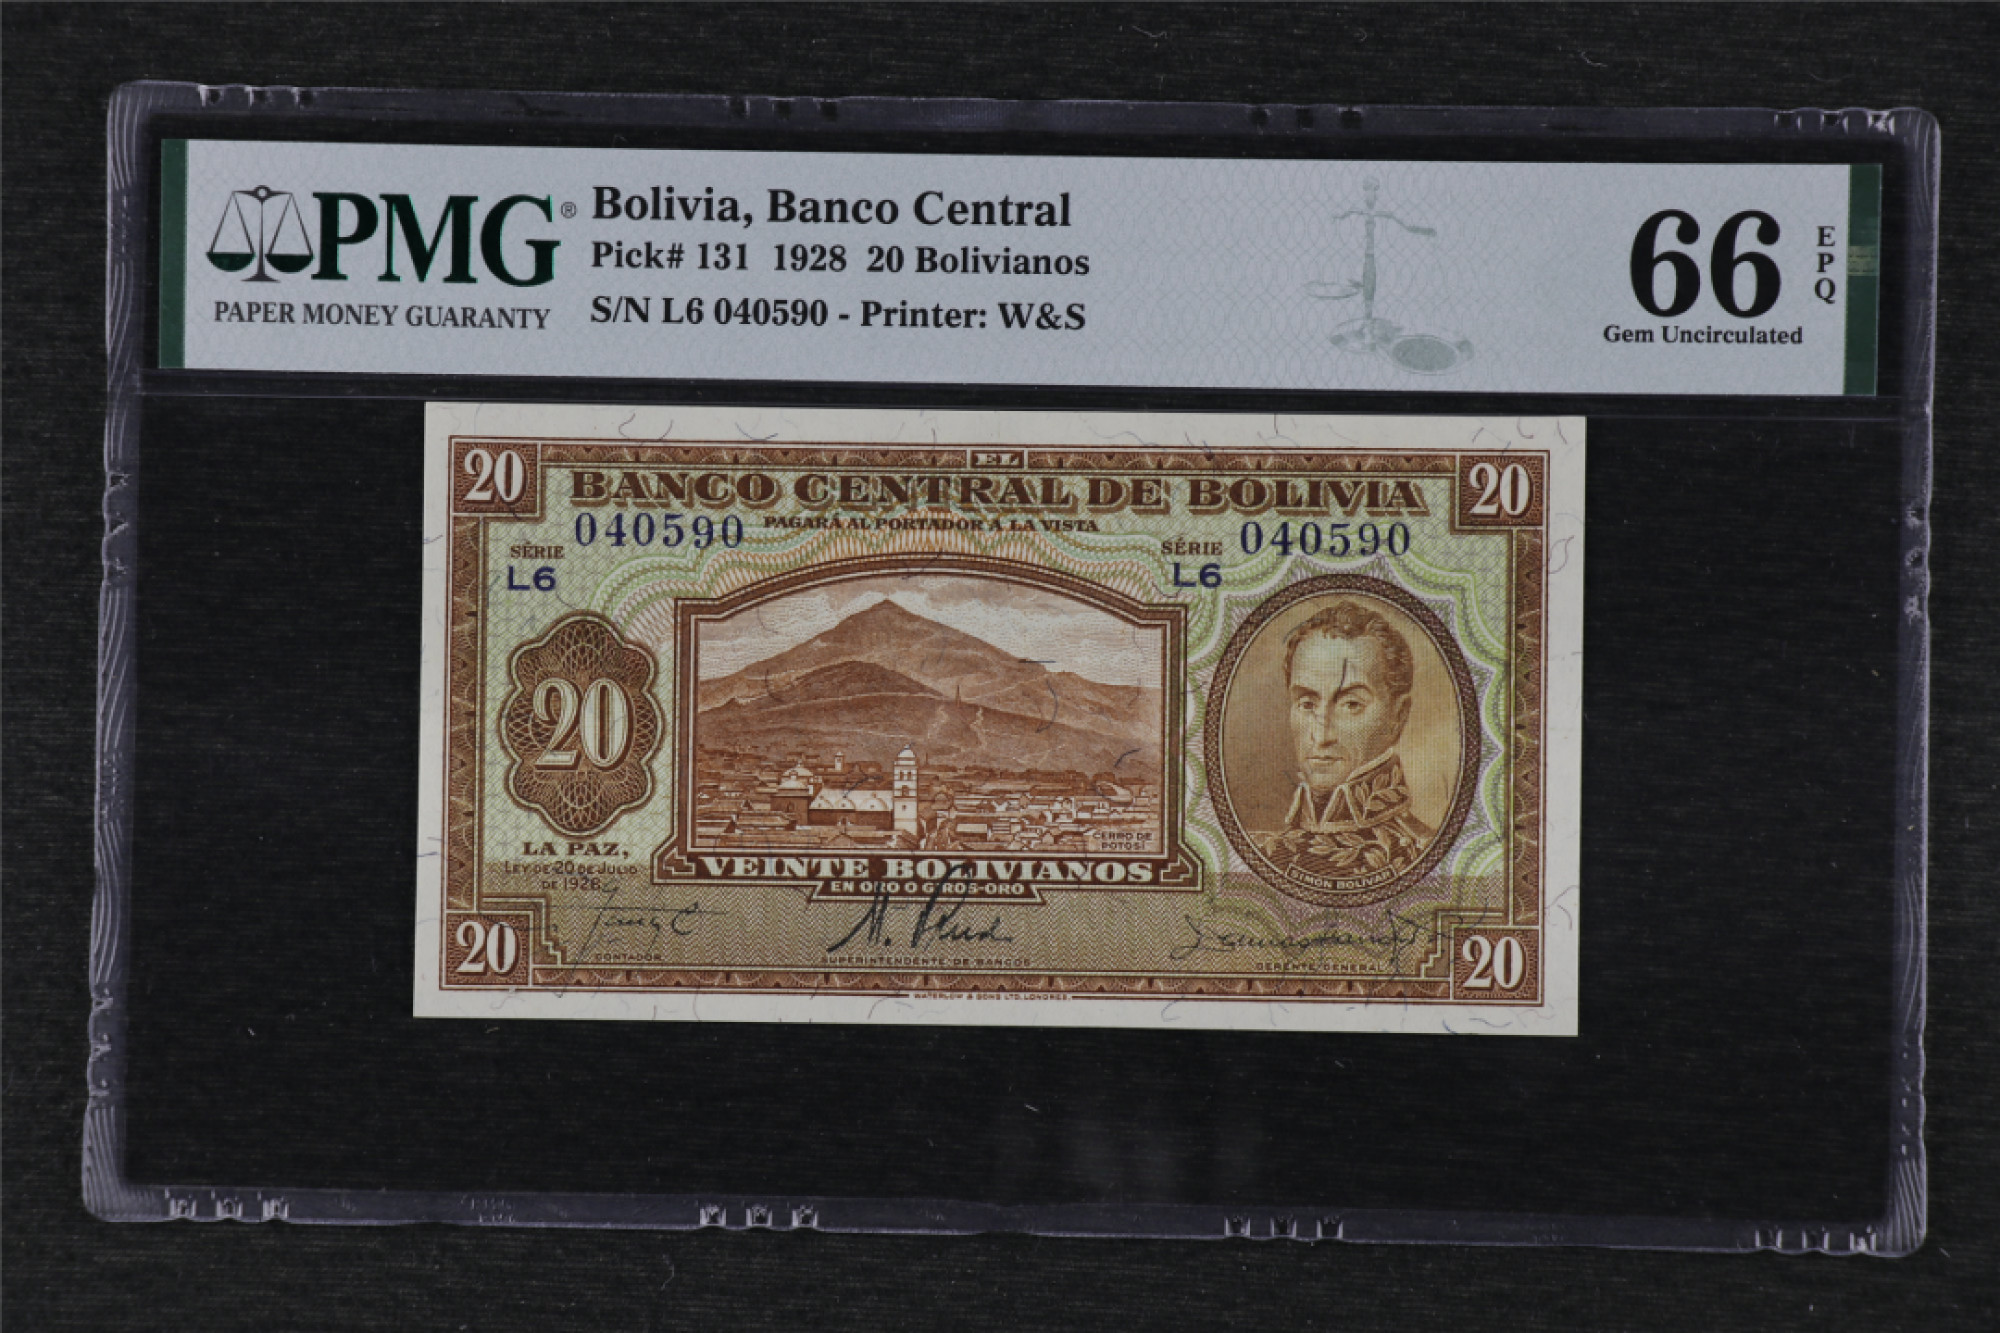 PMG®
PAPER MONEY GUARANTY
Bolivia, Banco Central
Pick# 131 1928 20 Bolivianos
S/N L6 040590 - Printer: W&S
66
EPQ
Gem Uncirculated
20
EL
20
BANCO CENTRAL DE BOLIVIA
040590
PAGARÁ AL PORTADOR Á LA VISTA
040590
SÉRIE
L6
SÉRIE
L6
20
CERRO DE
POTOSÍ
SIMON BOLIVAR
LA PAZ,
LEY DE 20 DE JULIO
DE 1928
VEINTE BOLIVIANOS
EN ORO O GIROS-ORO
20
CONTADOR
SUPERINTENDENTE DE BANCOS
GERENTE GENERAL
20
WATERLOW & SONS LTD. LONDRES.